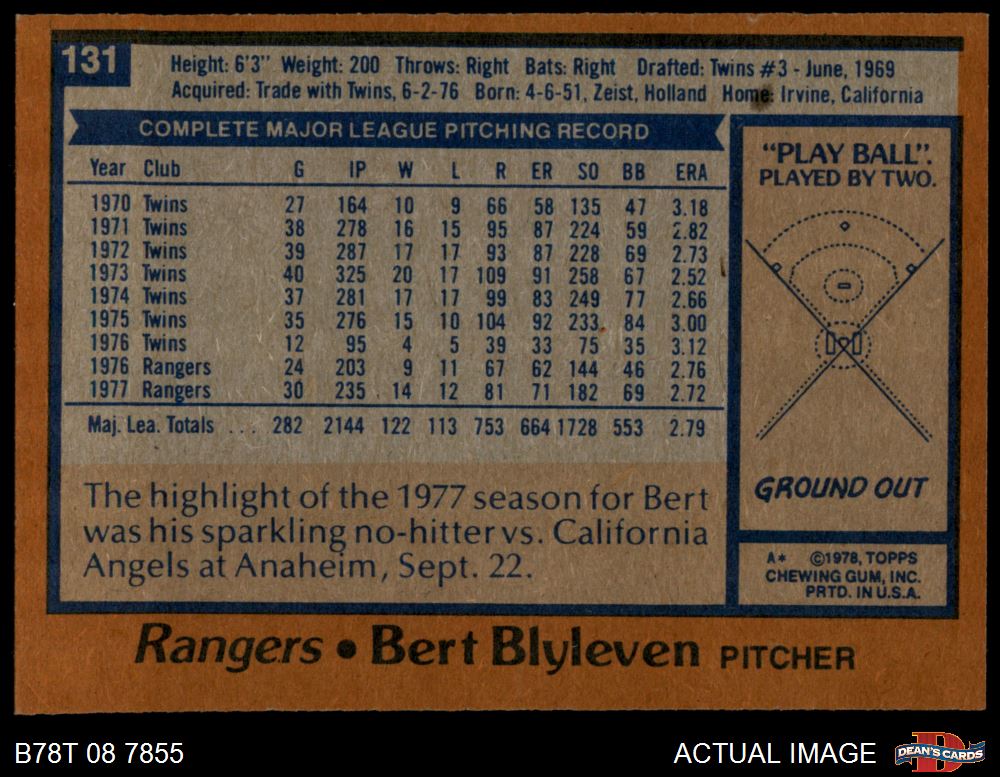 131
Height: 6'3" Weight: 200 Throws: Right Bats: Right Drafted: Twins #3 - June, 1969
Acquired: Trade with Twins, 6-2-76 Born: 4-6-51, Zeist, Holland Home: Irvine, California
COMPLETE MAJOR LEAGUE PITCHING RECORD
Year Club G IP W L R ER SO BB ERA
1970 Twins 27 164 10 9 66 58 135 47 3.18
1971 Twins 38 278 16 15 95 87 224 59 2.82
1972 Twins 39 287 17 17 93 87 228 69 2.73
1973 Twins 40 325 20 17 109 91 258 67 2.52
1974 Twins 37 281 17 17 99 83 249 77 2.66
1975 Twins 35 276 15 10 104 92 233 84 3.00
1976 Twins 12 95 4 5 39 33 75 35 3.12
1976 Rangers 24 203 9 11 67 62 144 46 2.76
1977 Rangers 30 235 14 12 81 71 182 69 2.72
Maj. Lea. Totals ... 282 2144 122 113 753 664 1728 553 2.79
The highlight of the 1977 season for Bert
was his sparkling no-hitter vs. California
Angels at Anaheim, Sept. 22.
"PLAY BALL".
PLAYED BY TWO.
GROUND OUT
A* ©1978, TOPPS
CHEWING GUM, INC.
PRTD. IN U.S.A.
Rangers • Bert Blyleven PITCHER
B78T 08 7855
ACTUAL IMAGE
D
DEAN'S CARDS